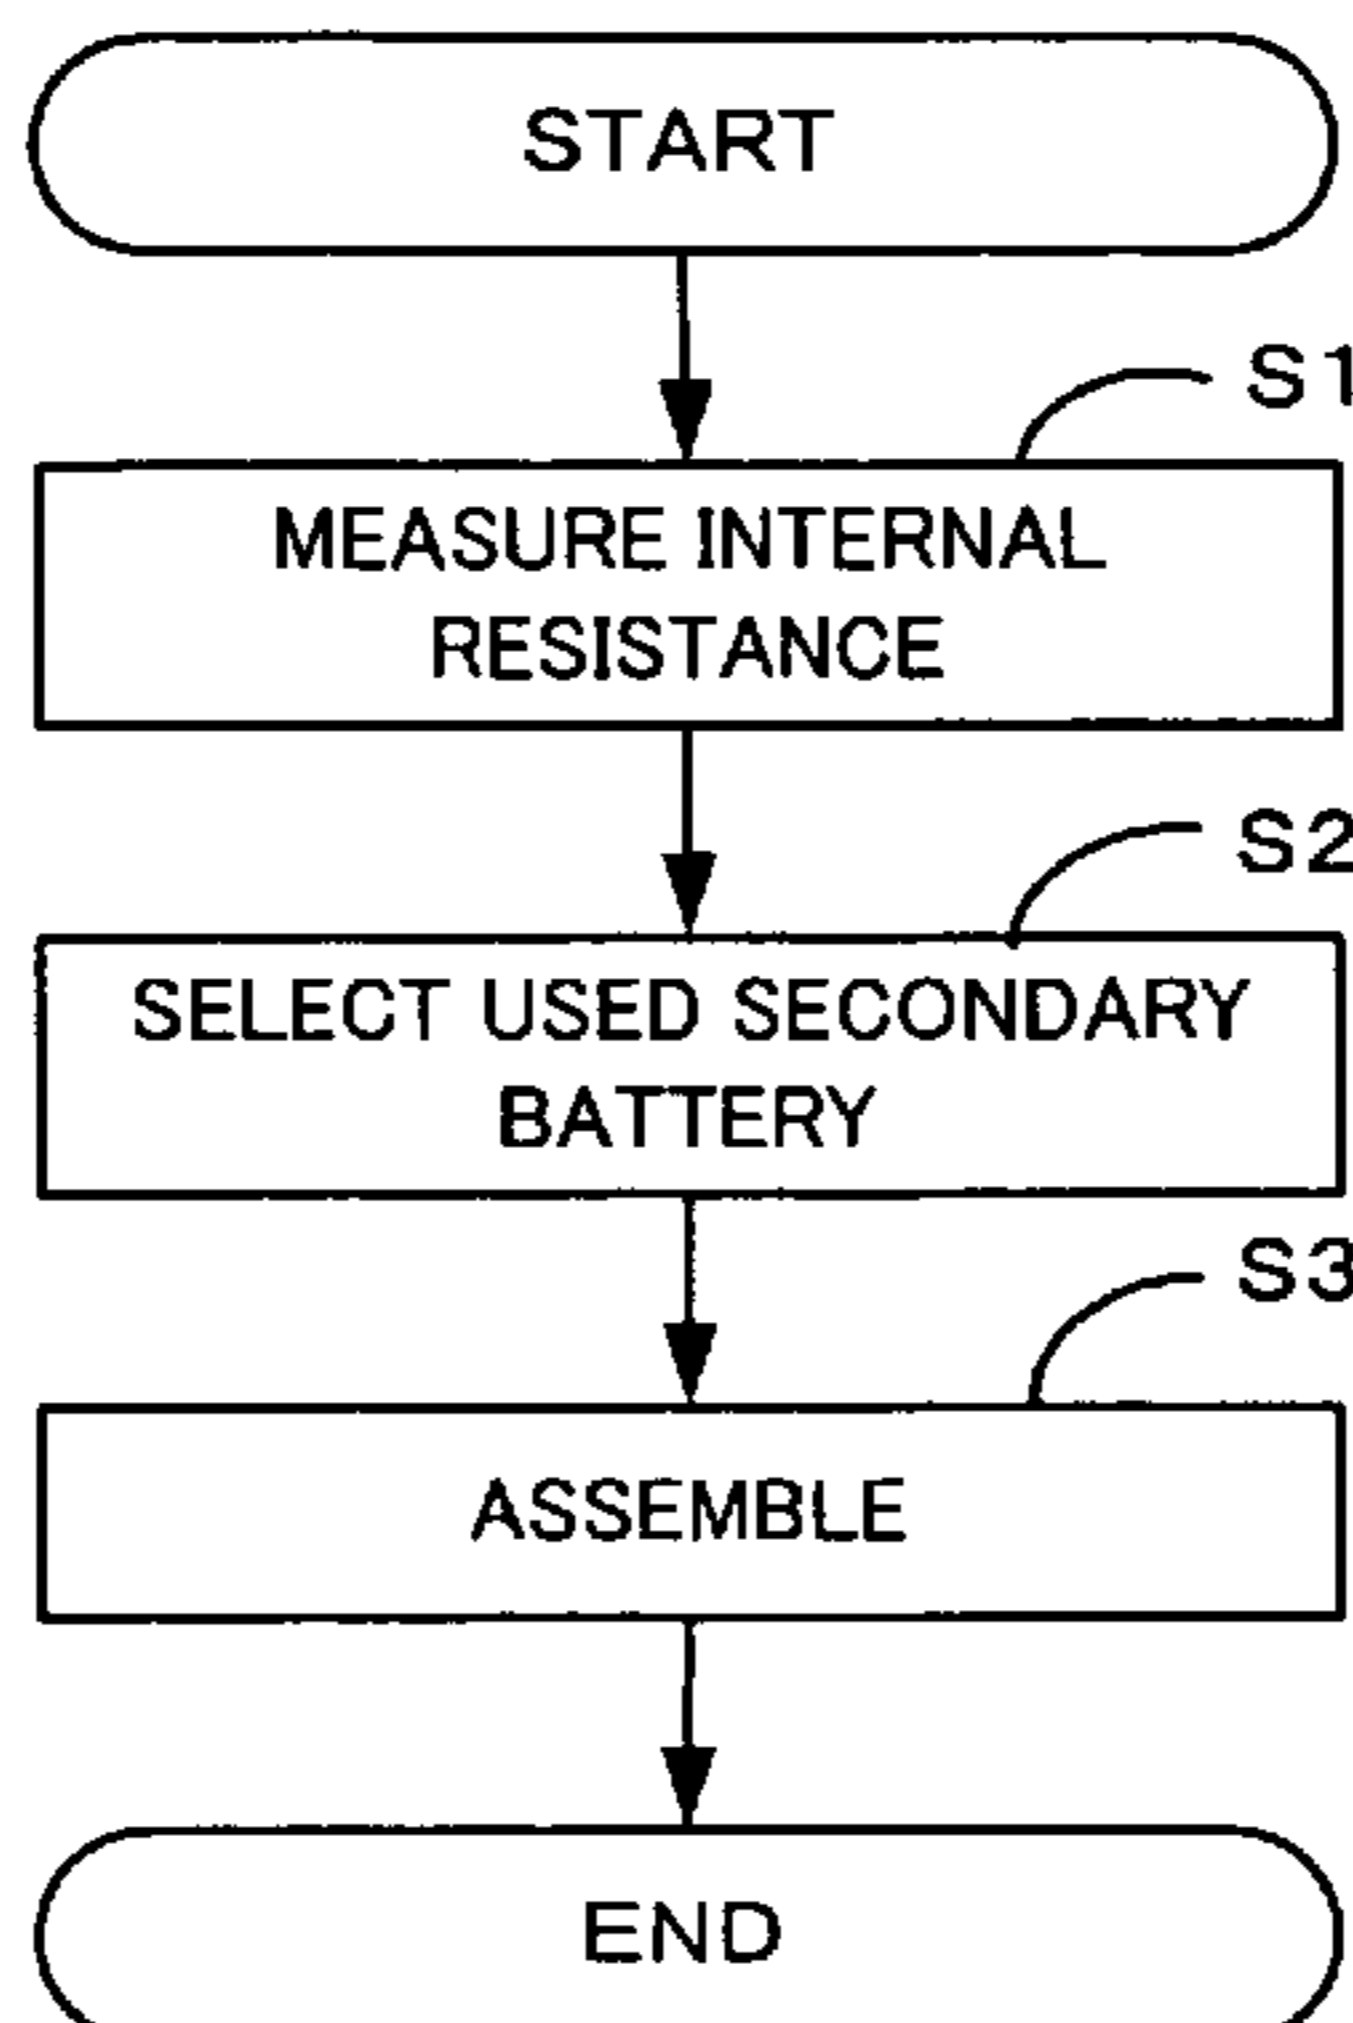 START
S1
MEASURE INTERNAL
RESISTANCE
S2
SELECT USED SECONDARY
BATTERY
S3
ASSEMBLE
END